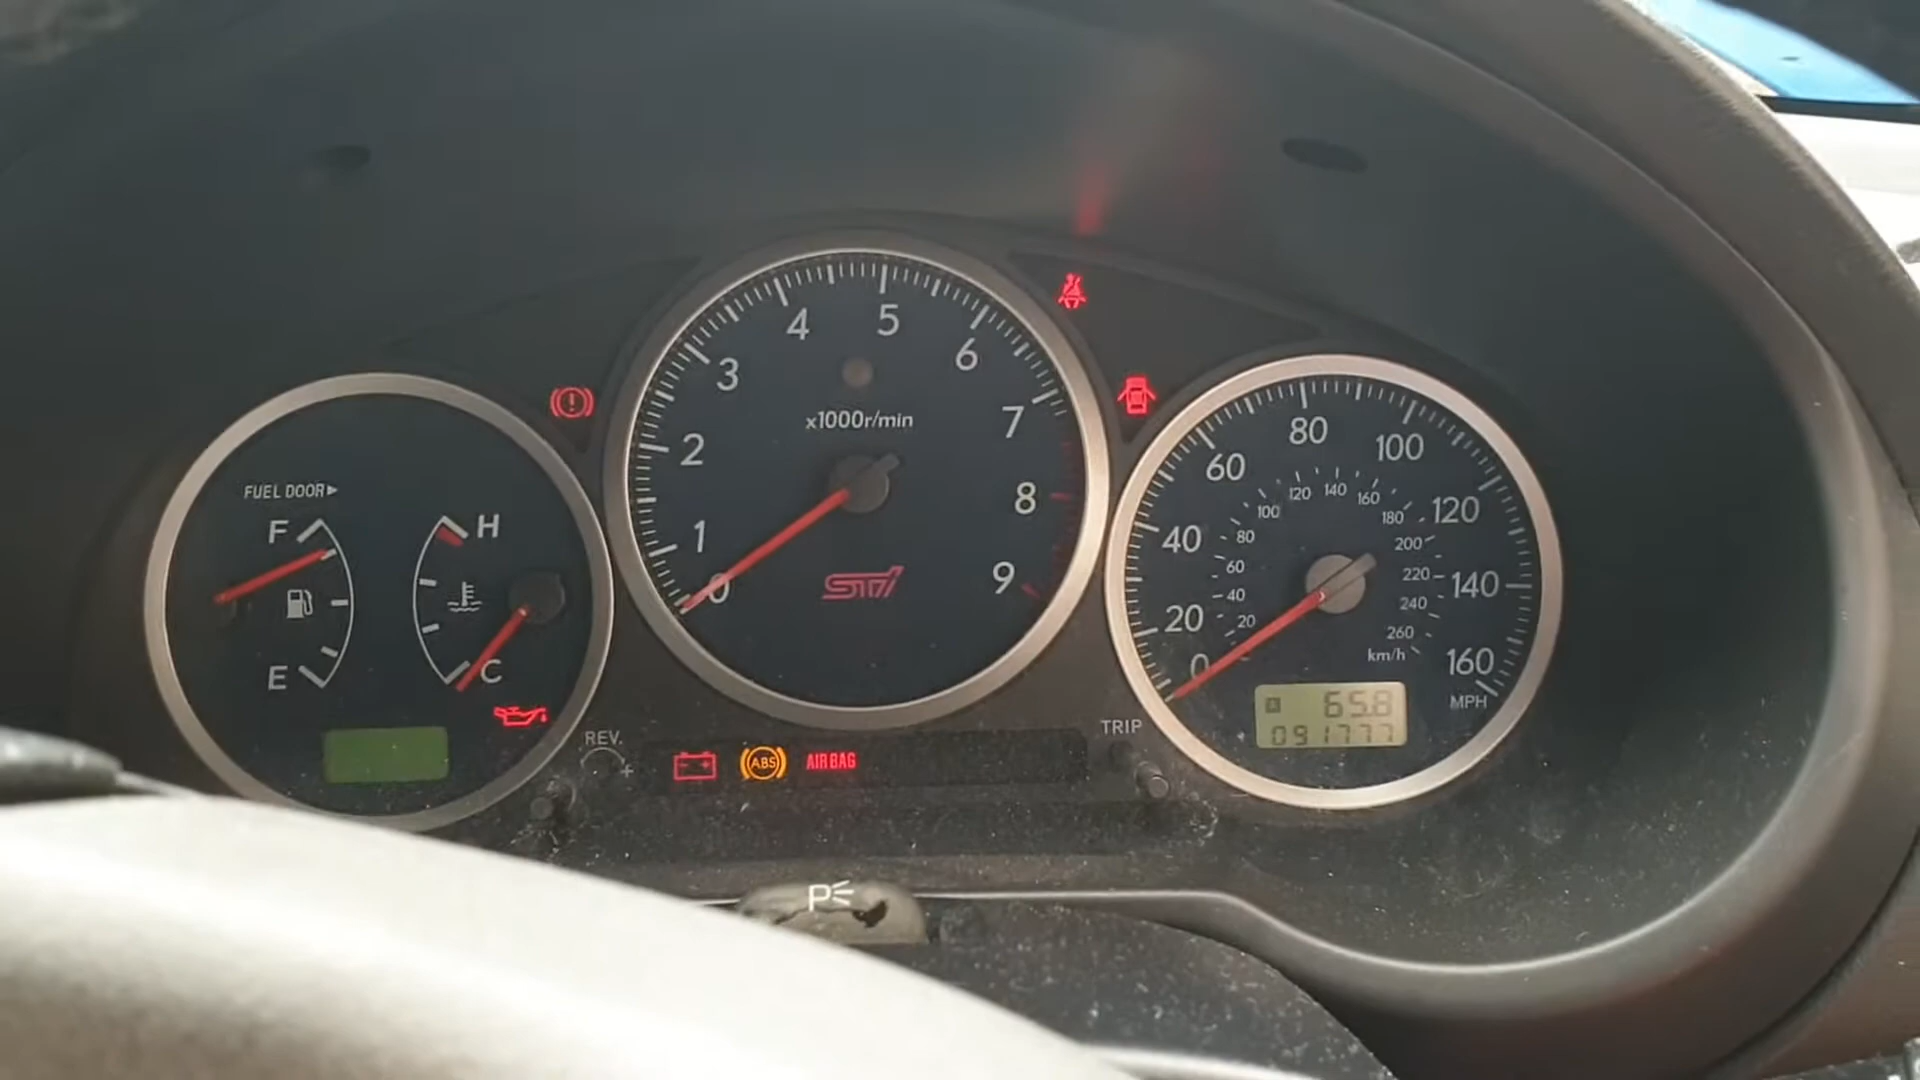 FUEL DOOR▶
F
E
H
C
0
1
2
3
4
5
6
7
8
9
x1000r/min
STi
0
20
40
60
80
100
120
140
160
MPH
20
40
60
80
100
120
140
160
180
200
220
240
260
km/h
A 65.8
091777
REV.
- +
ABS
AIRBAG
TRIP
+
P